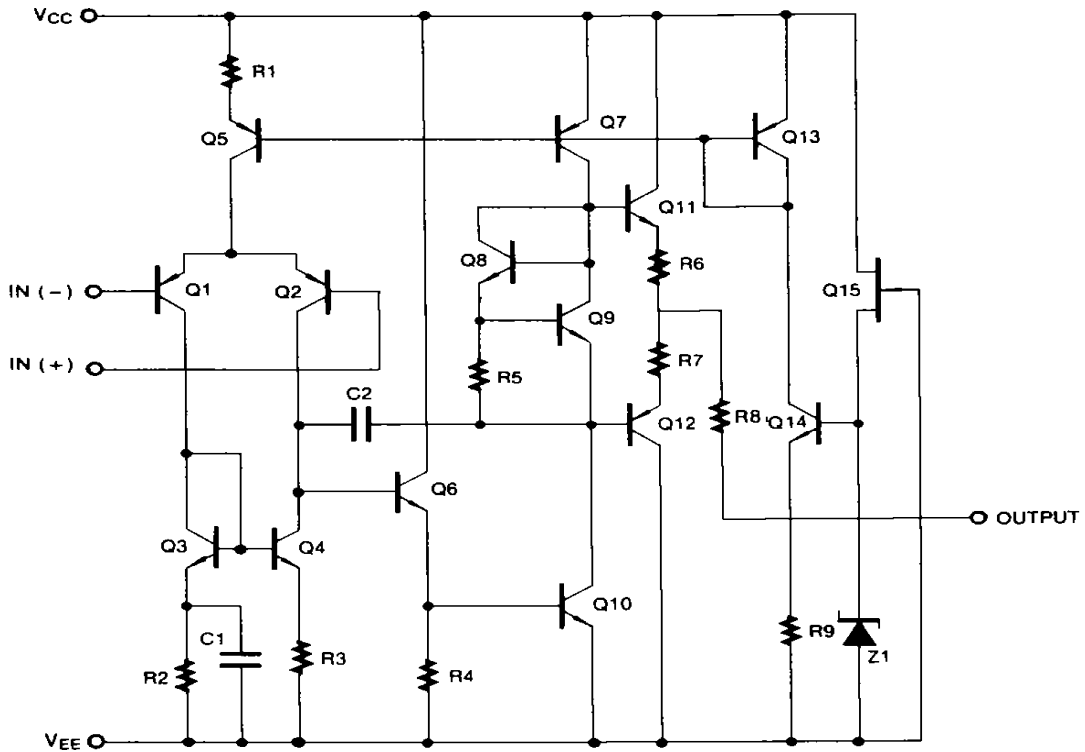 VCC
R1
Q5
Q7
Q13
Q11
Q8
R6
Q15
IN (-)
Q1
Q2
Q9
IN (+)
R7
R5
C2
Q12
R8
Q14
Q6
OUTPUT
Q3
Q4
Q10
C1
R9
R2
R3
R4
Z1
VEE